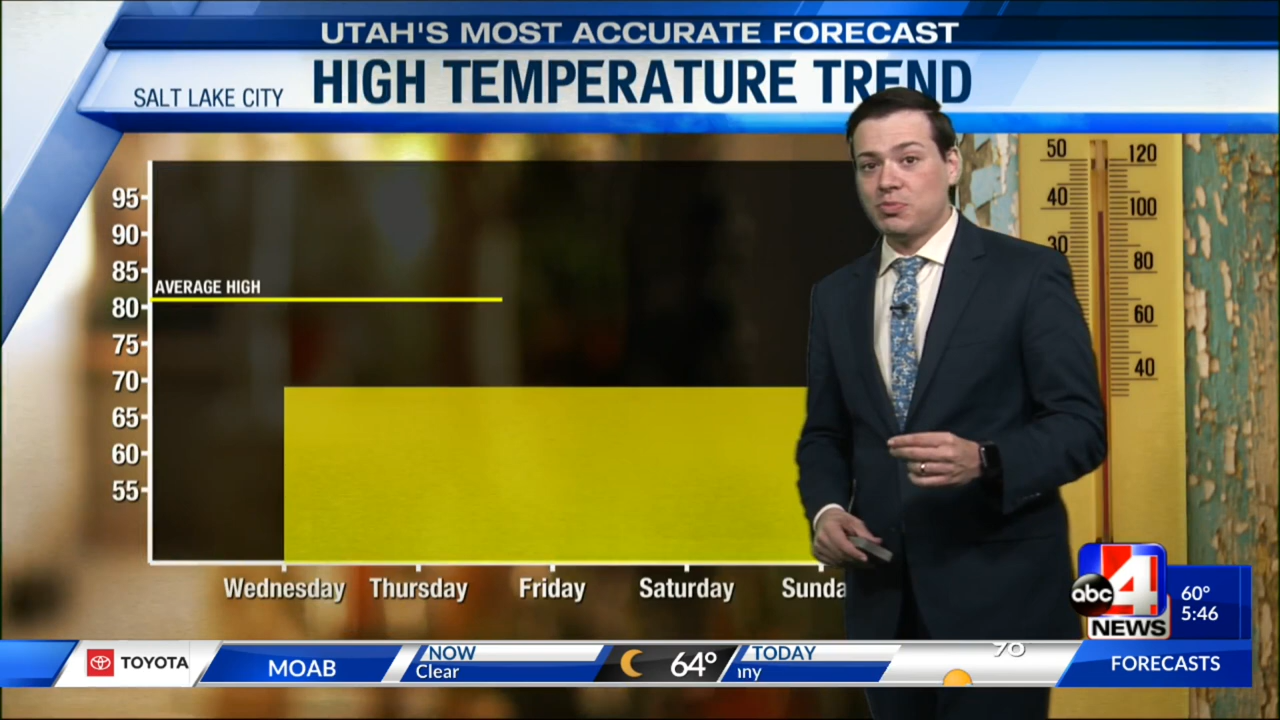 UTAH'S MOST ACCURATE FORECAST
SALT LAKE CITY HIGH TEMPERATURE TREND
50 120
40 100
30 80
60
40
95
90
85
AVERAGE HIGH
80
75
70
65
60
55
Wednesday Thursday Friday Saturday Sunda
abc 4 NEWS
60°
5:46
TOYOTA MOAB NOW Clear 64° TODAY nny 70 FORECASTS